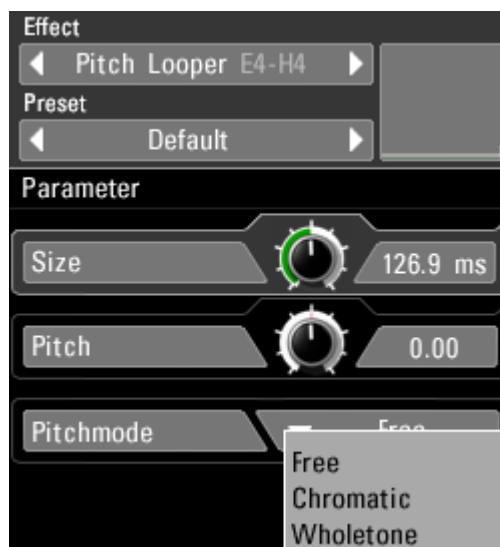 Effect
Pitch Looper E4-H4
Preset
Default
Parameter
Size 126.9 ms
Pitch 0.00
Pitchmode Free
Free
Chromatic
Wholetone